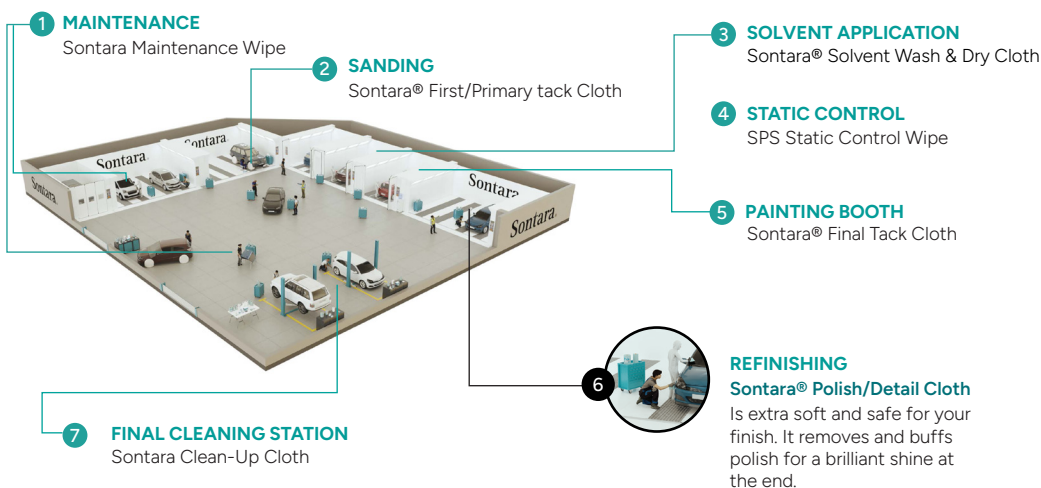 1 MAINTENANCE
Sontara Maintenance Wipe
2 SANDING
Sontara® First/Primary tack Cloth
3 SOLVENT APPLICATION
Sontara® Solvent Wash & Dry Cloth
4 STATIC CONTROL
SPS Static Control Wipe
5 PAINTING BOOTH
Sontara® Final Tack Cloth
Sontara
Sontara
Sontara
Sontara
Sontara
6
REFINISHING
Sontara® Polish/Detail Cloth
Is extra soft and safe for your
finish. It removes and buffs
polish for a brilliant shine at
the end.
7 FINAL CLEANING STATION
Sontara Clean-Up Cloth